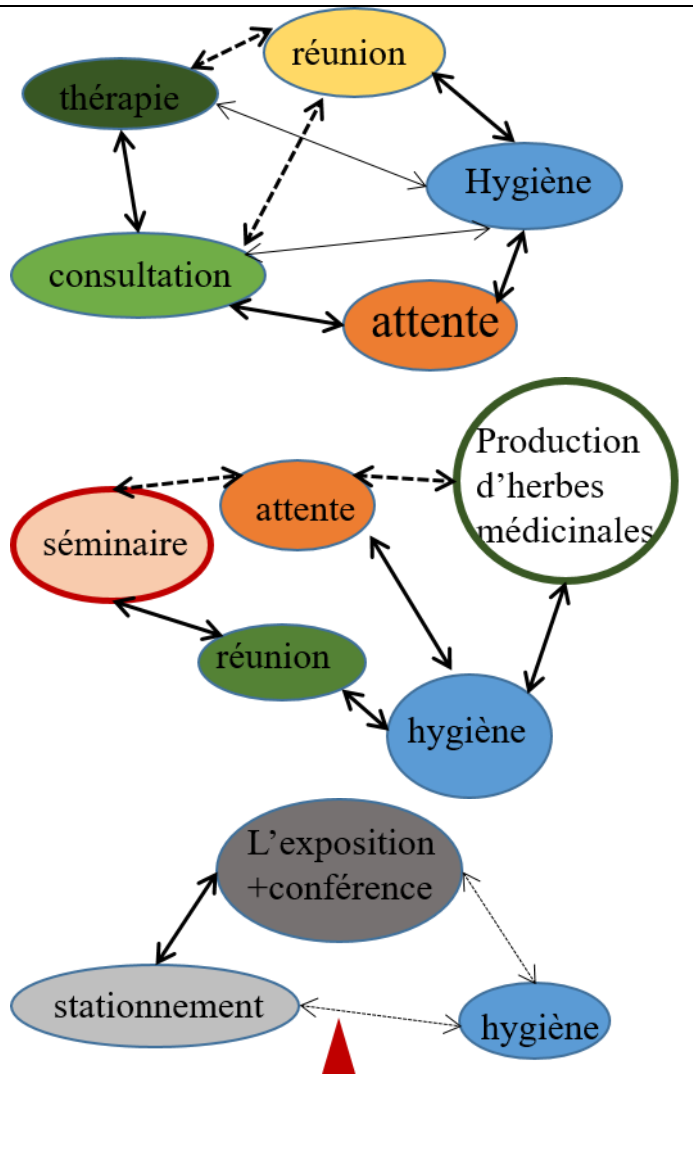 réunion
thérapie
Hygiène
consultation
attente
Production
d’herbes
médicinales
attente
séminaire
réunion
hygiène
L’exposition
+conférence
stationnement
hygiène